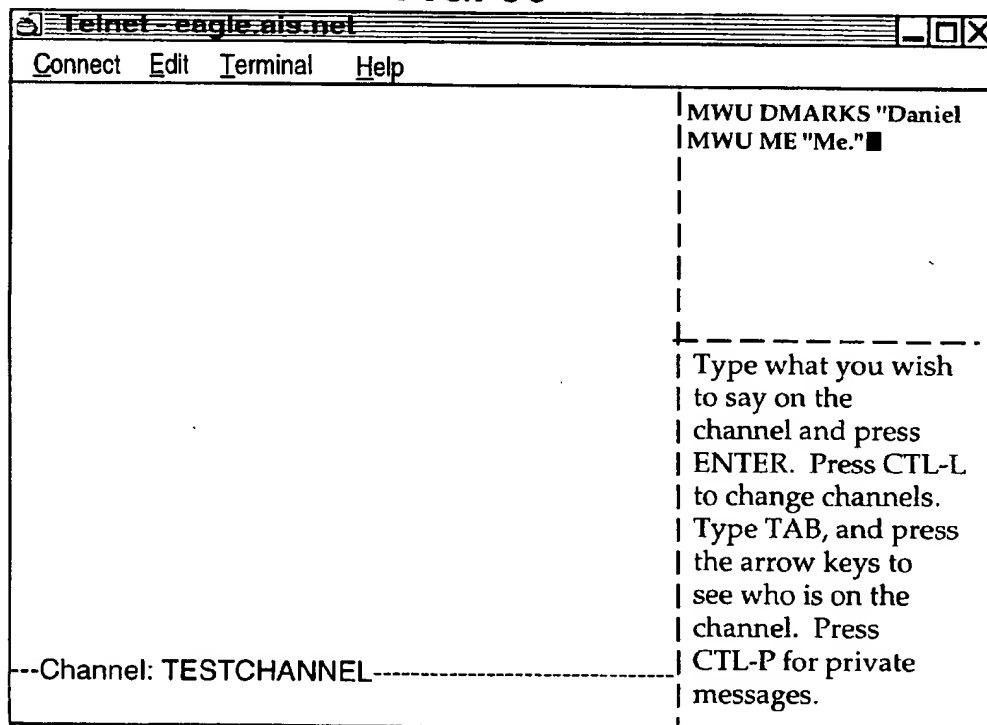 Telnet - eagle.ais.net
Connect Edit Terminal Help
MWU DMARKS "Daniel
MWU ME "Me."
Type what you wish
to say on the
channel and press
ENTER. Press CTL-L
to change channels.
Type TAB, and press
the arrow keys to
see who is on the
channel. Press
CTL-P for private
messages.
---Channel: TESTCHANNEL---